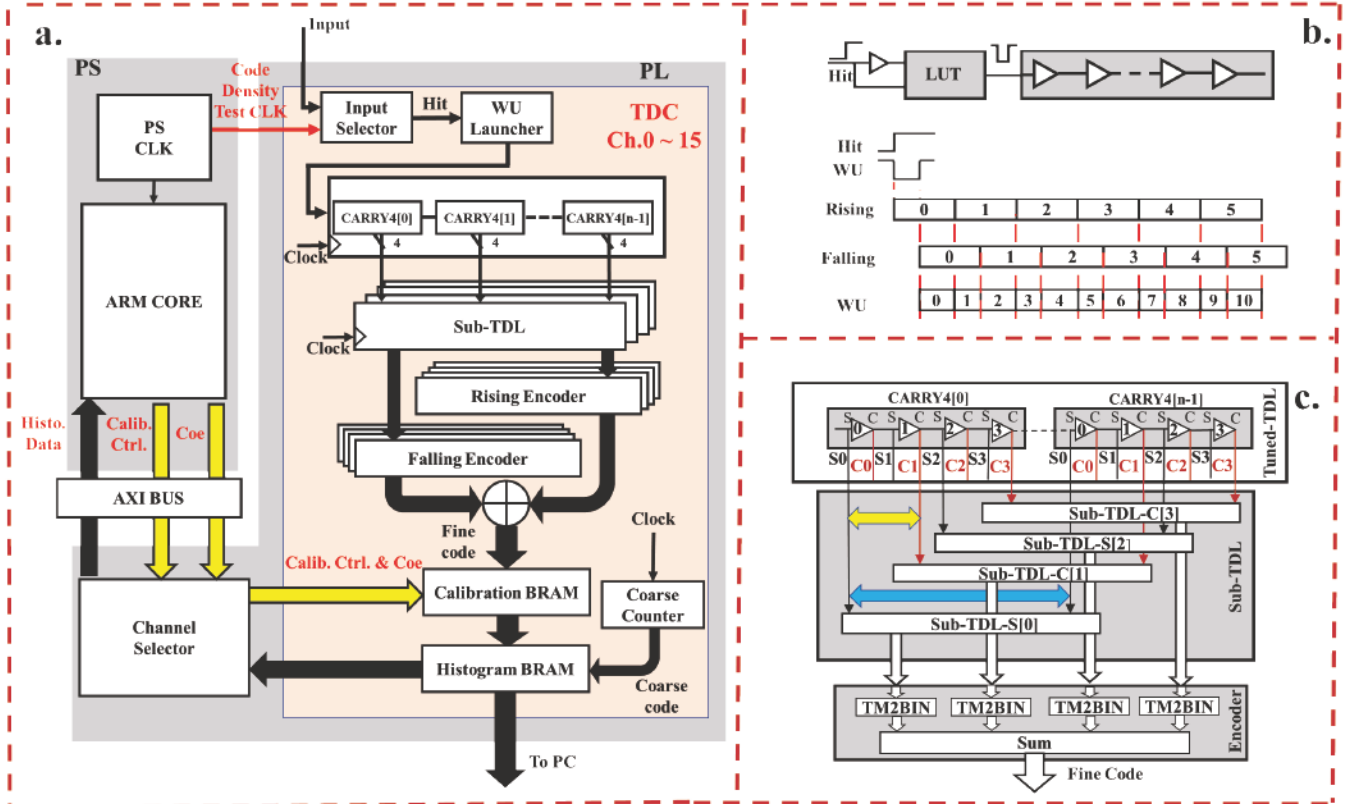 a.
Input
PS
PL
Code
Density
Test CLK
PS
CLK
Input
Selector
Hit
WU
Launcher
TDC
Ch.0 ~ 15
CARRY4[0]
CARRY4[1]
CARRY4[n-1]
4
4
4
Clock
ARM CORE
Sub-TDL
Clock
Rising Encoder
Falling Encoder
Histo.
Data
Calib.
Ctrl.
Coe
AXI BUS
Fine
code
Clock
Calib. Ctrl. & Coe
Calibration BRAM
Coarse
Counter
Channel
Selector
Histogram BRAM
Coarse
code
To PC
b.
Hit
LUT
Hit
WU
Rising
0 1 2 3 4 5
Falling
0 1 2 3 4 5
WU
0 1 2 3 4 5 6 7 8 9 10
c.
CARRY4[0]
CARRY4[n-1]
S C S C S C S C
S C S C S C S C
0 1 2 3
0 1 2 3
S0 C0 S1 C1 S2 C2 S3 C3
S0 C0 S1 C1 S2 C2 S3 C3
Tuned-TDL
Sub-TDL-C[3]
Sub-TDL-S[2]
Sub-TDL-C[1]
Sub-TDL-S[0]
Sub-TDL
TM2BIN
TM2BIN
TM2BIN
TM2BIN
Sum
Encoder
Fine Code